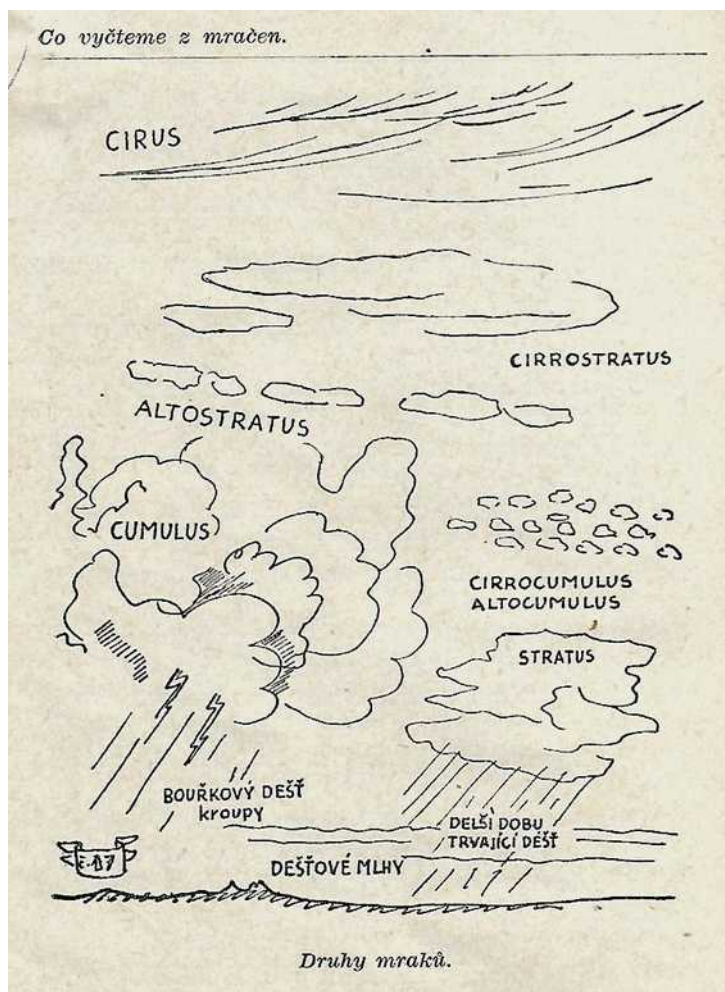 Co vyčteme z mračen.
CIRUS
CIRROSTRATUS
ALTOSTRATUS
CUMULUS
CIRROCUMULUS
ALTOCUMULUS
STRATUS
BOUŘKOVÝ DEŠŤ
kroupy
DELŠÍ DOBU
TRVAJÍCÍ DÉŠŤ
DEŠŤOVÉ MLHY
Druhy mraků.